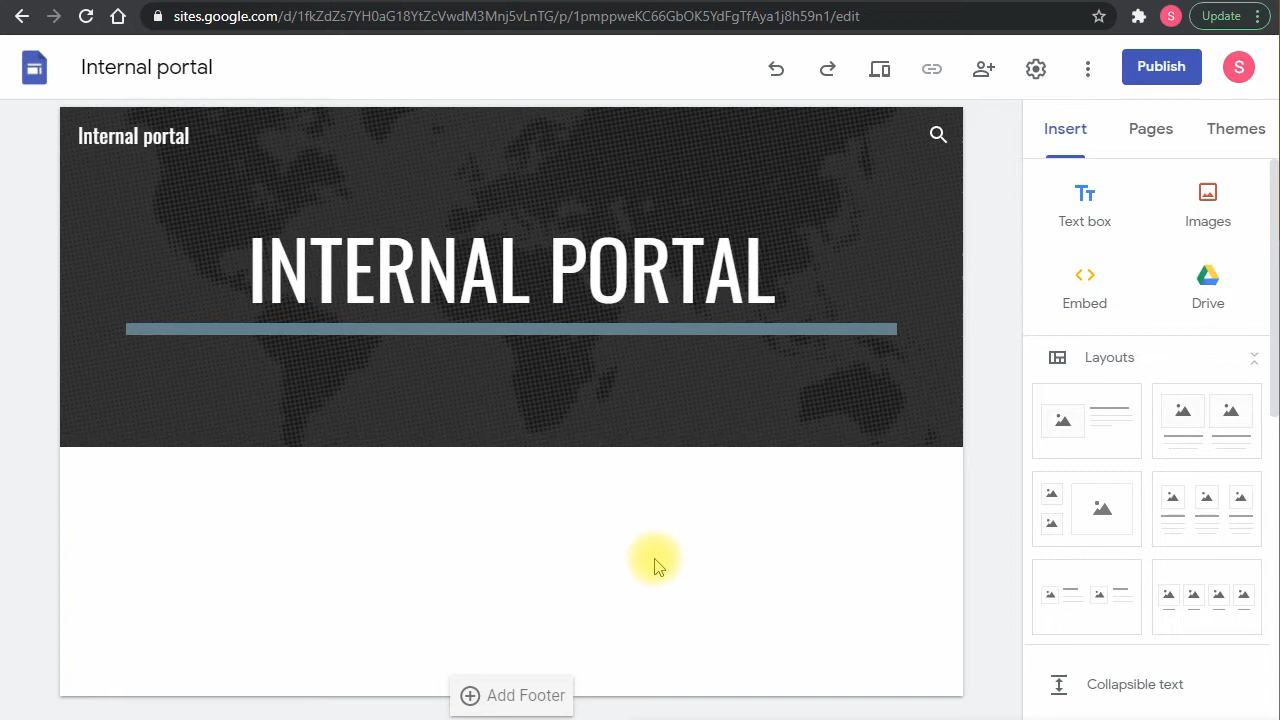 sites.google.com/d/1fkZdZs7YH0aG18YtZcVwdM3Mnj5vLnTG/p/1pmppweKC66GbOK5YdFgTfAya1j8h59n1/edit
S
Update
Internal portal
Publish
S
Internal portal
INTERNAL PORTAL
Add Footer
Insert
Pages
Themes
Text box
Images
Embed
Drive
Layouts
Collapsible text